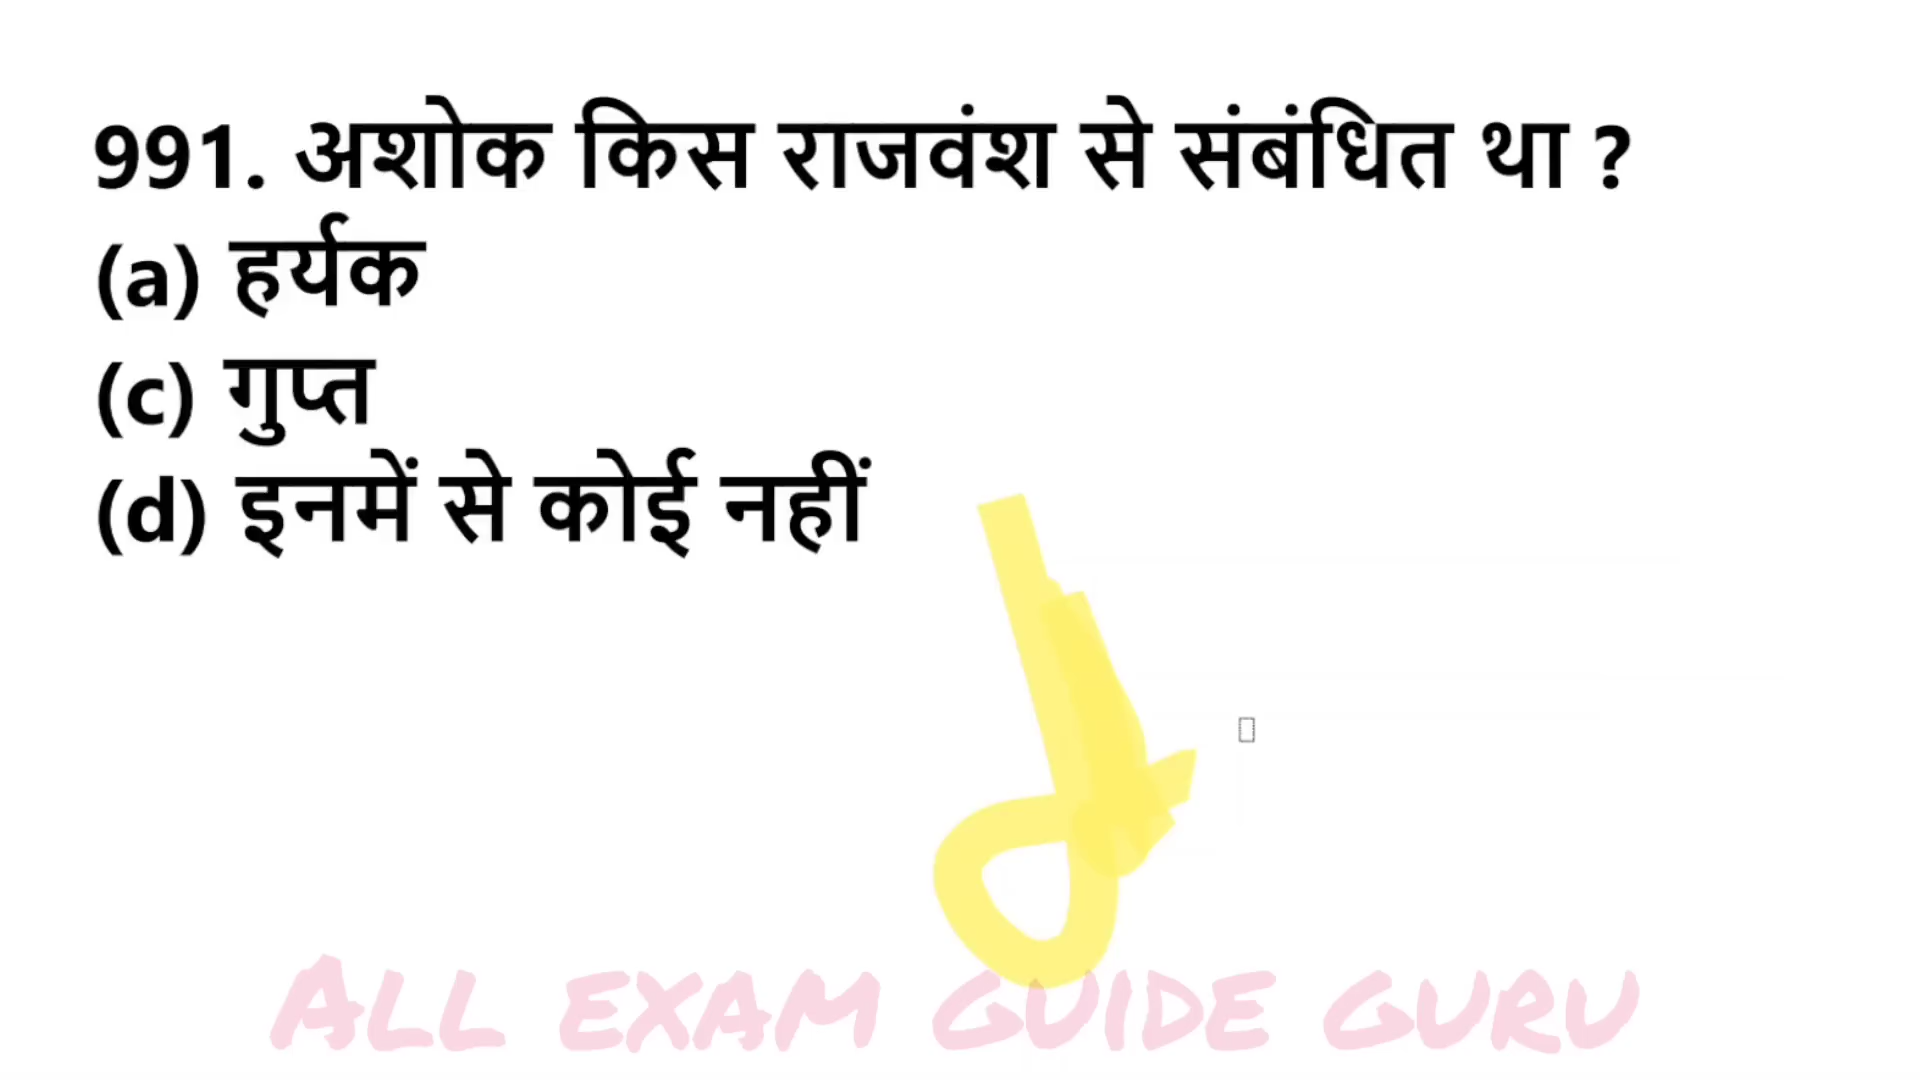 991. अशोक किस राजवंश से संबंधित था ?
(a) हर्यक
(c) गुप्त
(d) इनमें से कोई नहीं
ALL EXAM GUIDE GURU